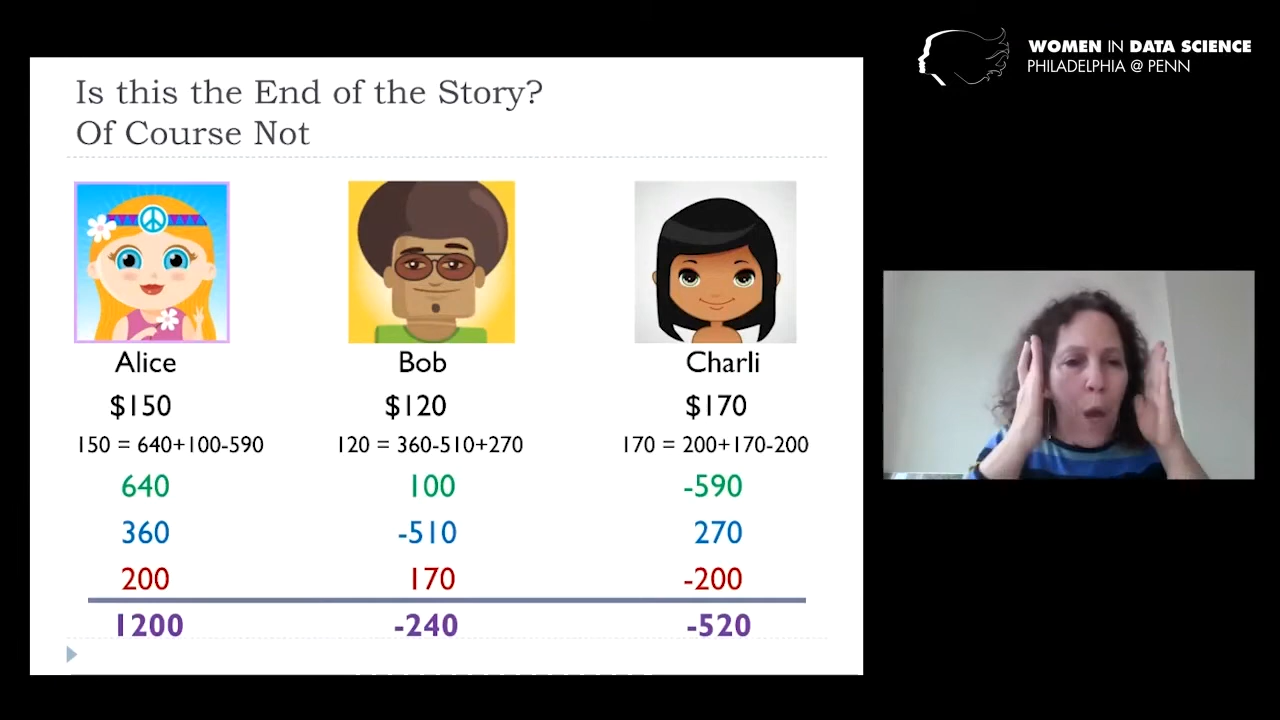 WOMEN IN DATA SCIENCE
PHILADELPHIA @ PENN
Is this the End of the Story?
Of Course Not
Alice Bob Charli
$150 $120 $170
150 = 640+100-590 120 = 360-510+270 170 = 200+170-200
640 100 -590
360 -510 270
200 170 -200
1200 -240 -520